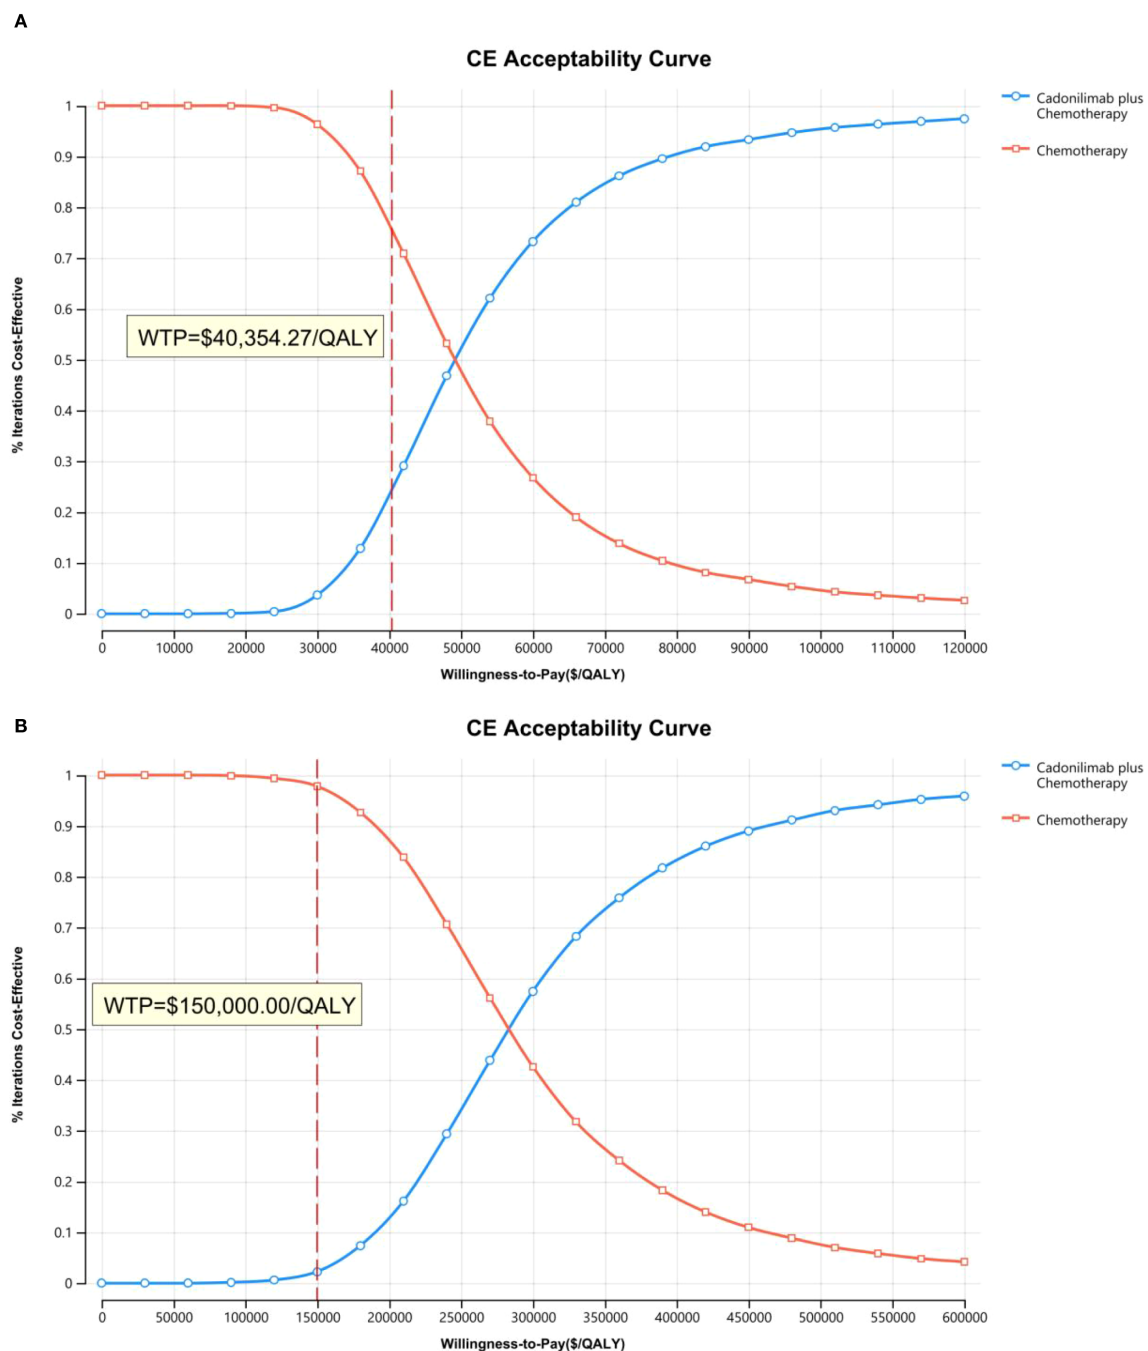 A
CE Acceptability Curve
Cadonilimab plus
Chemotherapy
Chemotherapy
1
0.9
0.8
0.7
0.6
0.5
0.4
0.3
0.2
0.1
0
% Iterations Cost-Effective
WTP=$40,354.27/QALY
0 10000 20000 30000 40000 50000 60000 70000 80000 90000 100000 110000 120000
Willingness-to-Pay($/QALY)
B
CE Acceptability Curve
Cadonilimab plus
Chemotherapy
Chemotherapy
1
0.9
0.8
0.7
0.6
0.5
0.4
0.3
0.2
0.1
0
% Iterations Cost-Effective
WTP=$150,000.00/QALY
0 50000 100000 150000 200000 250000 300000 350000 400000 450000 500000 550000 600000
Willingness-to-Pay($/QALY)